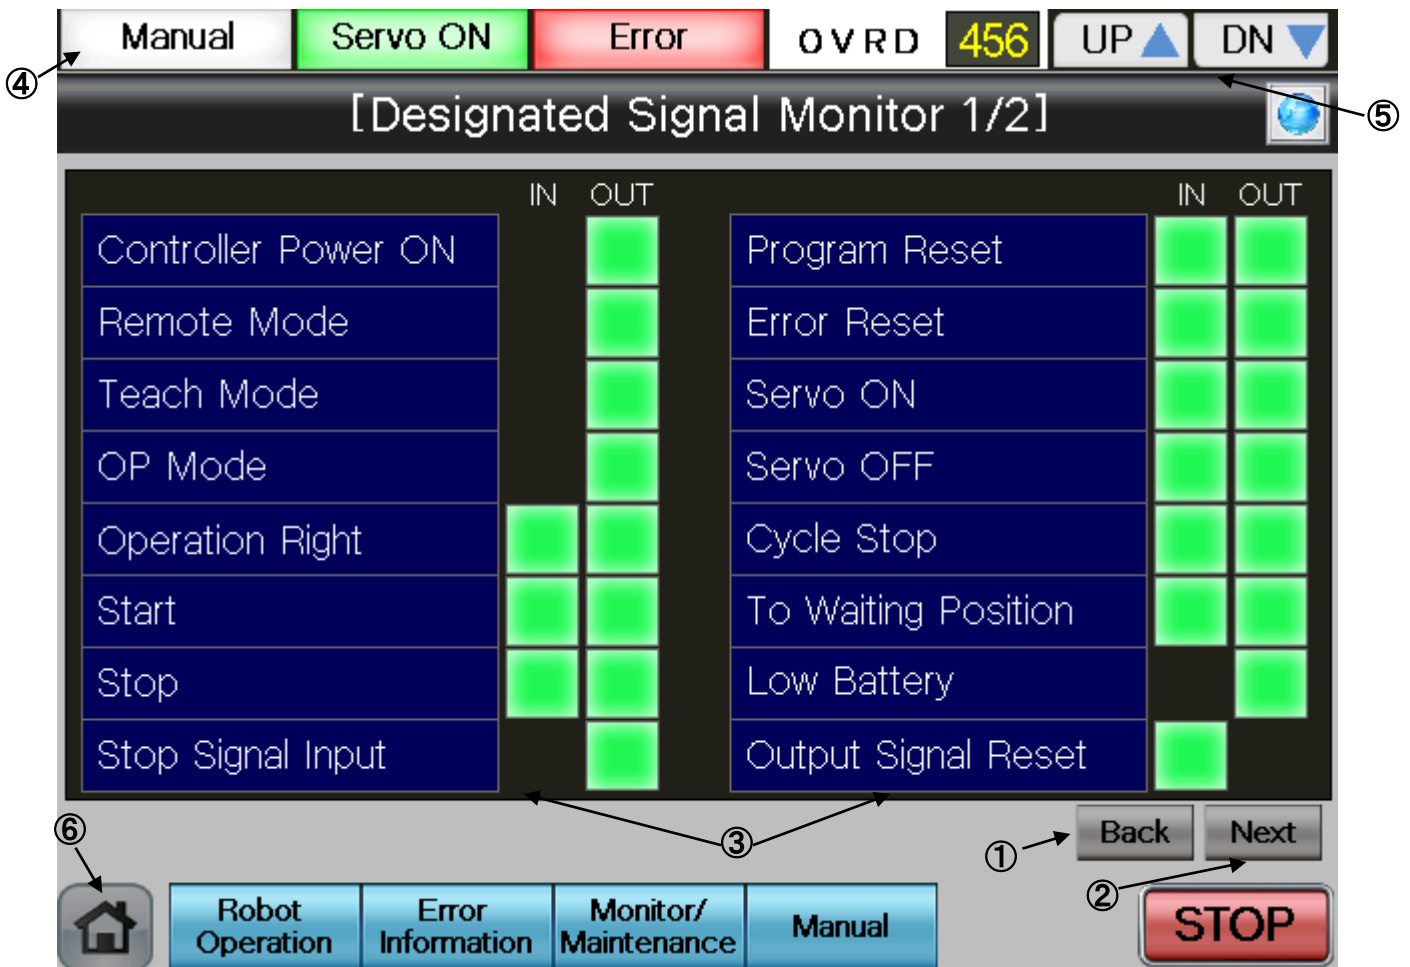 Manual Servo ON Error OVRD 456 UP DN
④
[Designated Signal Monitor 1/2]
⑤
IN OUT IN OUT
Controller Power ON Program Reset
Remote Mode Error Reset
Teach Mode Servo ON
OP Mode Servo OFF
Operation Right Cycle Stop
Start To Waiting Position
Stop Low Battery
Stop Signal Input Output Signal Reset
⑥ ③ ① Back Next
②
Robot Operation
Error Information
Monitor/ Maintenance
Manual
STOP